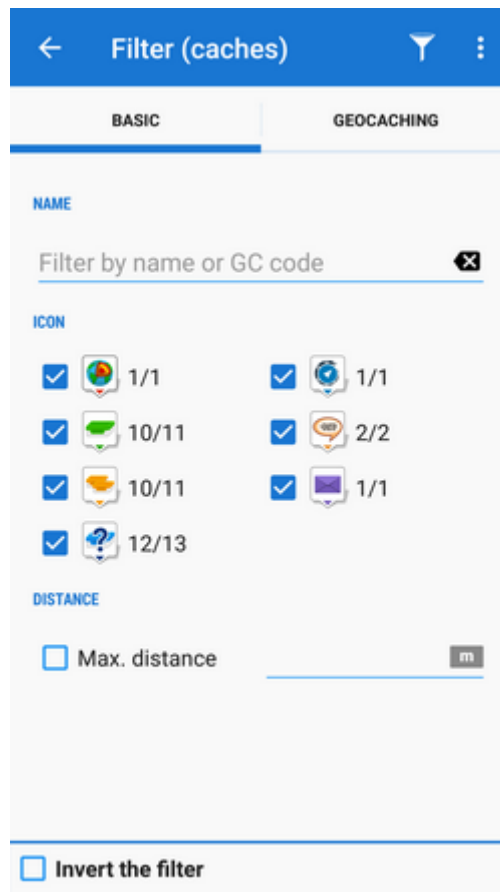 Filter (caches)
BASIC
GEOCACHING
NAME
Filter by name or GC code
ICON
1/1
1/1
10/11
2/2
10/11
1/1
12/13
DISTANCE
Max. distance
m
Invert the filter